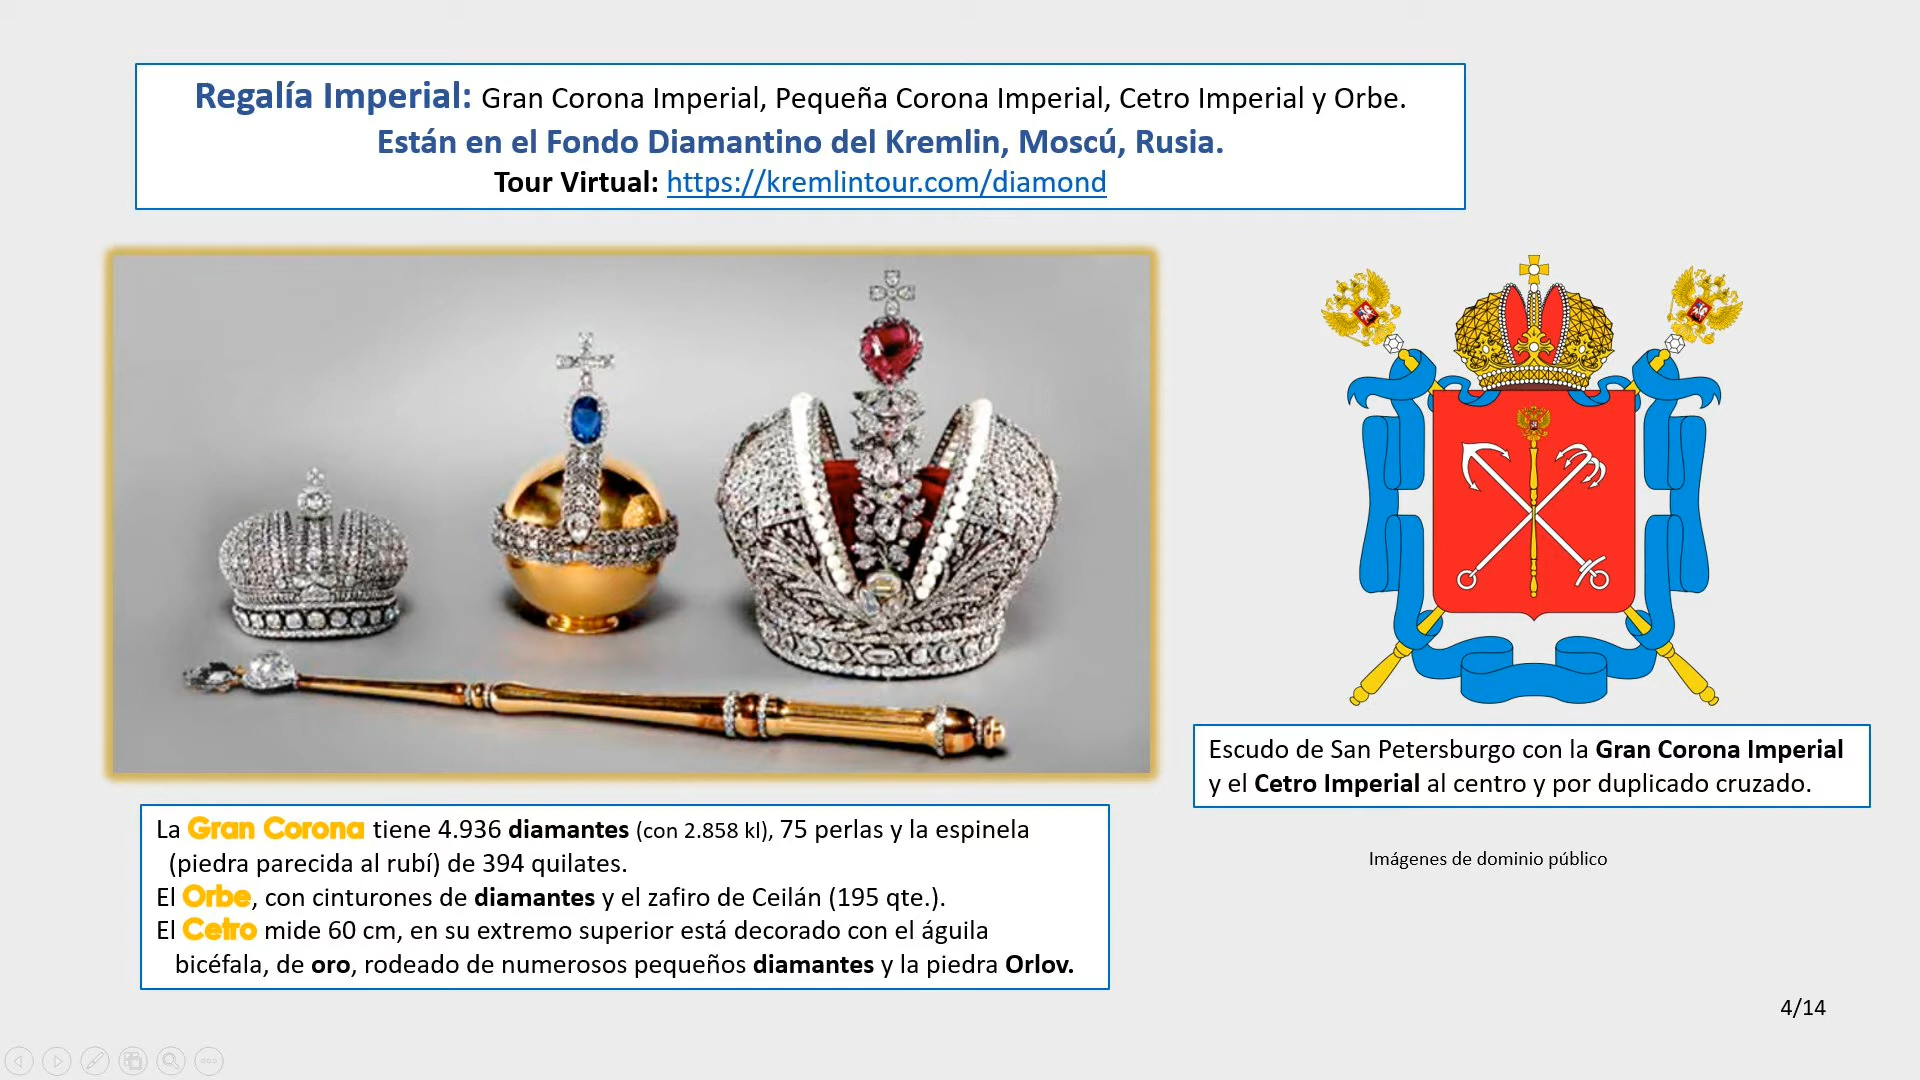 Regalía Imperial: Gran Corona Imperial, Pequeña Corona Imperial, Cetro Imperial y Orbe.
Están en el Fondo Diamantino del Kremlin, Moscú, Rusia.
Tour Virtual: https://kremlintour.com/diamond
Escudo de San Petersburgo con la Gran Corona Imperial
y el Cetro Imperial al centro y por duplicado cruzado.
La Gran Corona tiene 4.936 diamantes (con 2.858 kl), 75 perlas y la espinela
(piedra parecida al rubí) de 394 quilates.
El Orbe, con cinturones de diamantes y el zafiro de Ceilán (195 qte.).
El Cetro mide 60 cm, en su extremo superior está decorado con el águila
bicéfala, de oro, rodeado de numerosos pequeños diamantes y la piedra Orlov.
Imágenes de dominio público
4/14